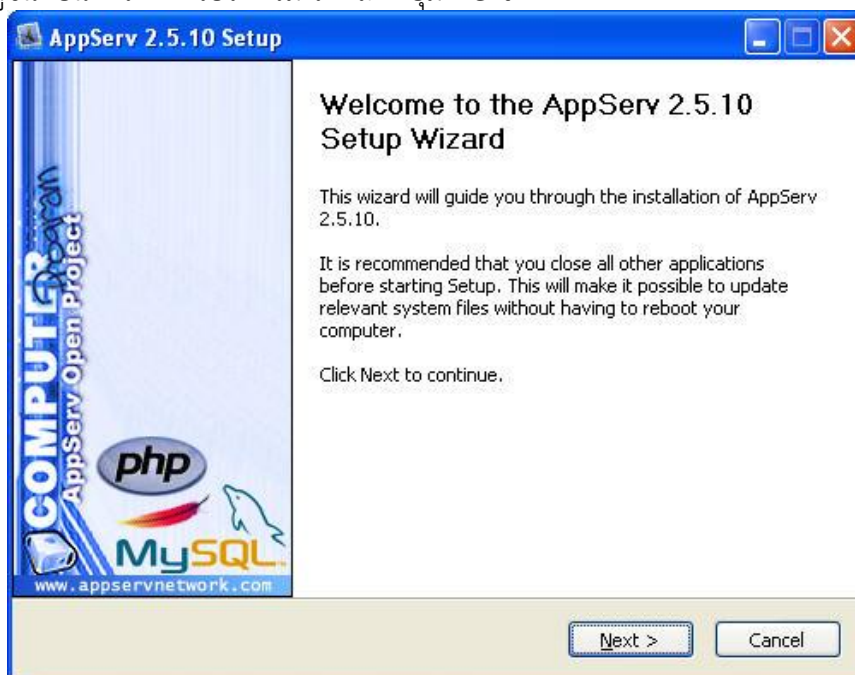 AppServ 2.5.10 Setup
Welcome to the AppServ 2.5.10
Setup Wizard
This wizard will guide you through the installation of AppServ
2.5.10.
It is recommended that you close all other applications
before starting Setup. This will make it possible to update
relevant system files without having to reboot your
computer.
Click Next to continue.
COMPUTER
Program
AppServ Open Project
php
MySQL
www.appservnetwork.com
Next >
Cancel